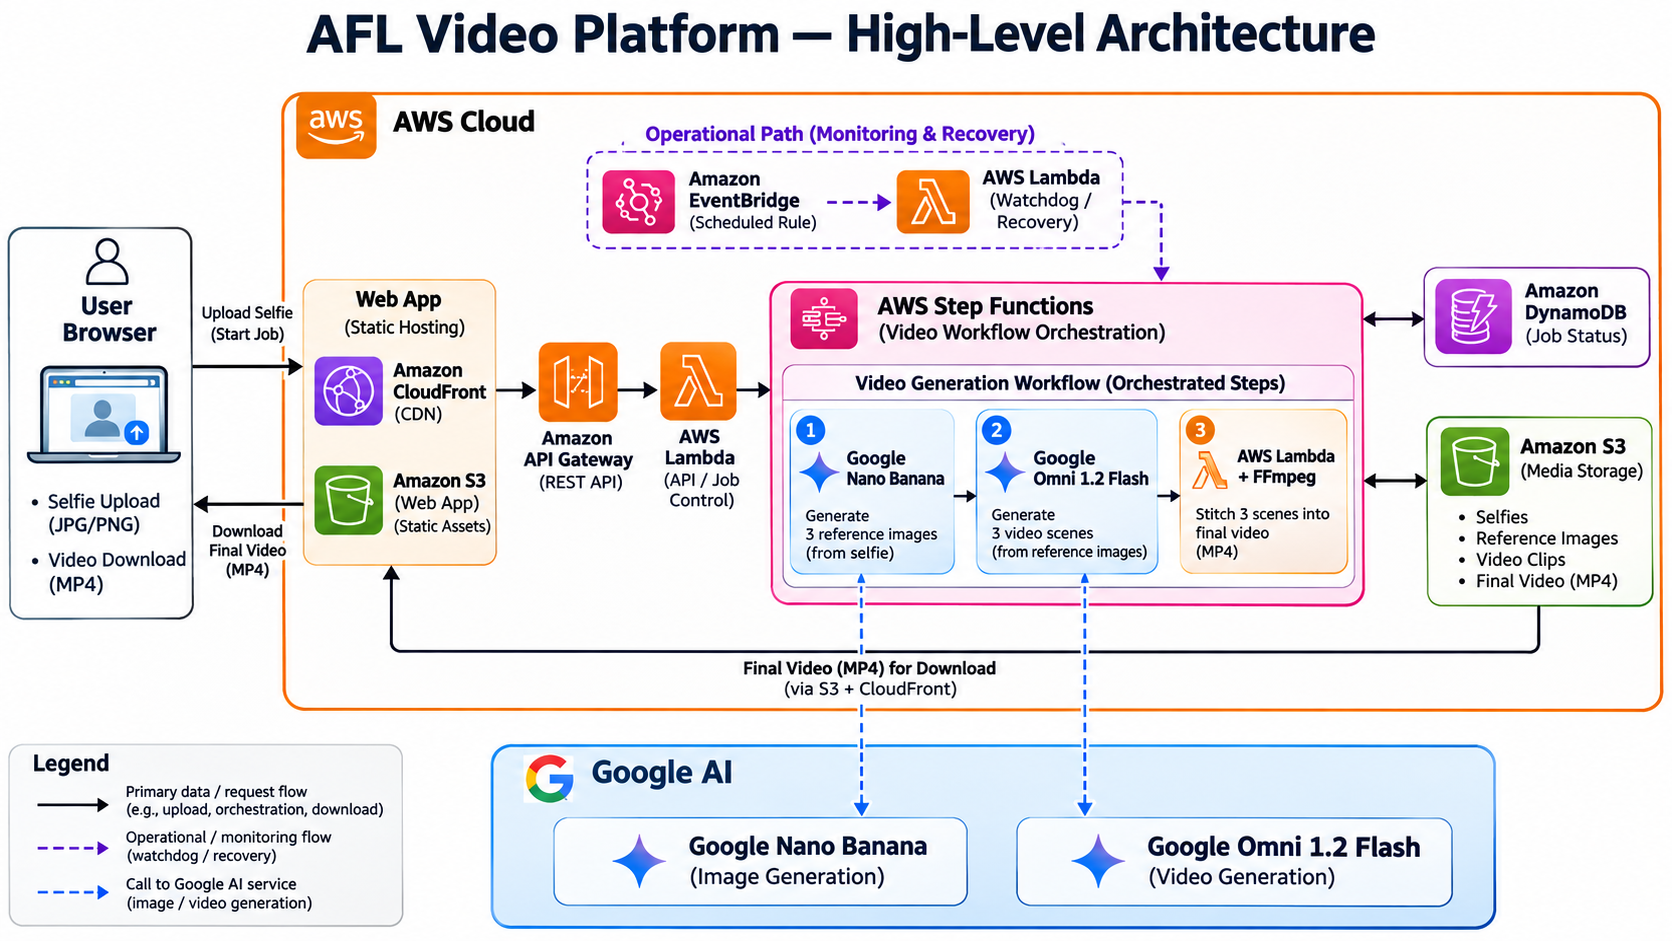 AFL Video Platform — High-Level Architecture
aws
AWS Cloud
Operational Path (Monitoring & Recovery)
Amazon
EventBridge
(Scheduled Rule)
AWS Lambda
(Watchdog /
Recovery)
User
Browser
Selfie Upload
(JPG/PNG)
Video Download
(MP4)
Upload Selfie
(Start Job)
Download
Final Video
(MP4)
Web App
(Static Hosting)
Amazon
CloudFront
(CDN)
Amazon S3
(Web App)
(Static Assets)
Amazon
API Gateway
(REST API)
AWS
Lambda
(API / Job
Control)
AWS Step Functions
(Video Workflow Orchestration)
Video Generation Workflow (Orchestrated Steps)
1
Google
Nano Banana
Generate
3 reference images
(from selfie)
2
Google
Omni 1.2 Flash
Generate
3 video scenes
(from reference images)
3
AWS Lambda
+ FFmpeg
Stitch 3 scenes into
final video
(MP4)
Amazon
DynamoDB
(Job Status)
Amazon S3
(Media Storage)
Selfies
Reference Images
Video Clips
Final Video (MP4)
Final Video (MP4) for Download
(via S3 + CloudFront)
Legend
Primary data / request flow
(e.g., upload, orchestration, download)
Operational / monitoring flow
(watchdog / recovery)
Call to Google AI service
(image / video generation)
G
Google AI
Google Nano Banana
(Image Generation)
Google Omni 1.2 Flash
(Video Generation)